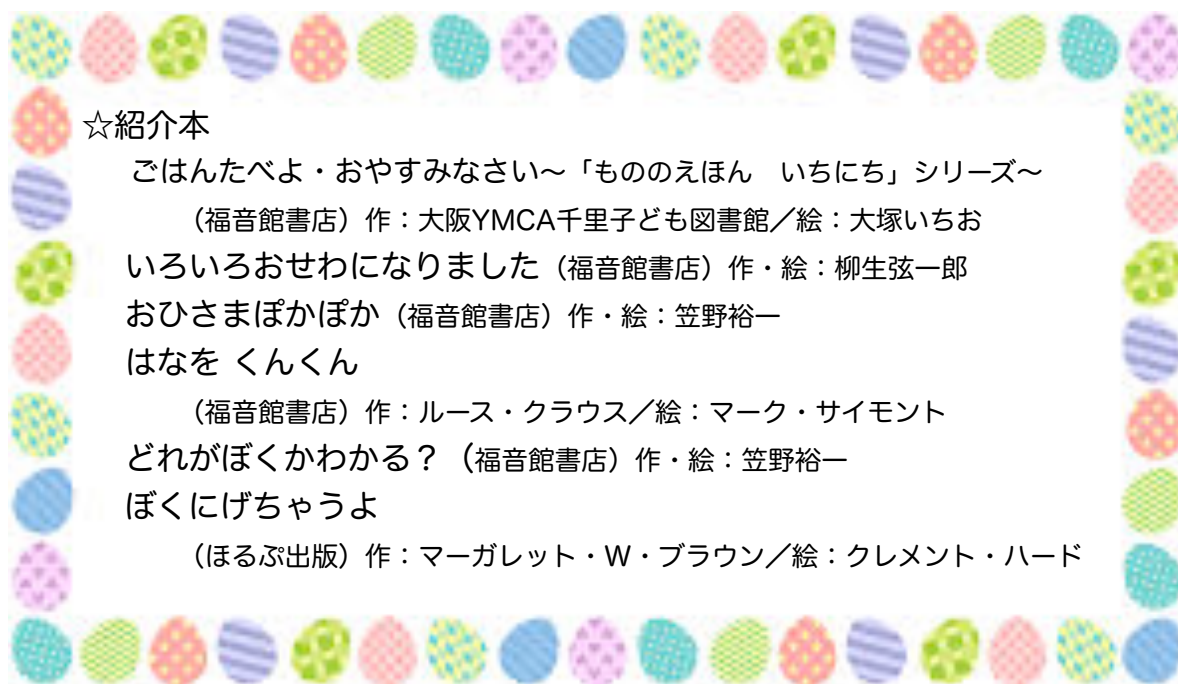 ☆紹介本
ごはんたべよ・おやすみなさい～「もののえほん　いちにち」シリーズ～
（福音館書店）作：大阪YMCA千里子ども図書館／絵：大塚いちお
いろいろおせわになりました（福音館書店）作・絵：柳生弦一郎
おひさまぽかぽか（福音館書店）作・絵：笠野裕一
はなを くんくん
（福音館書店）作：ルース・クラウス／絵：マーク・サイモント
どれがぼくかわかる？（福音館書店）作・絵：笠野裕一
ぼくにげちゃうよ
（ほるぷ出版）作：マーガレット・W・ブラウン／絵：クレメント・ハード